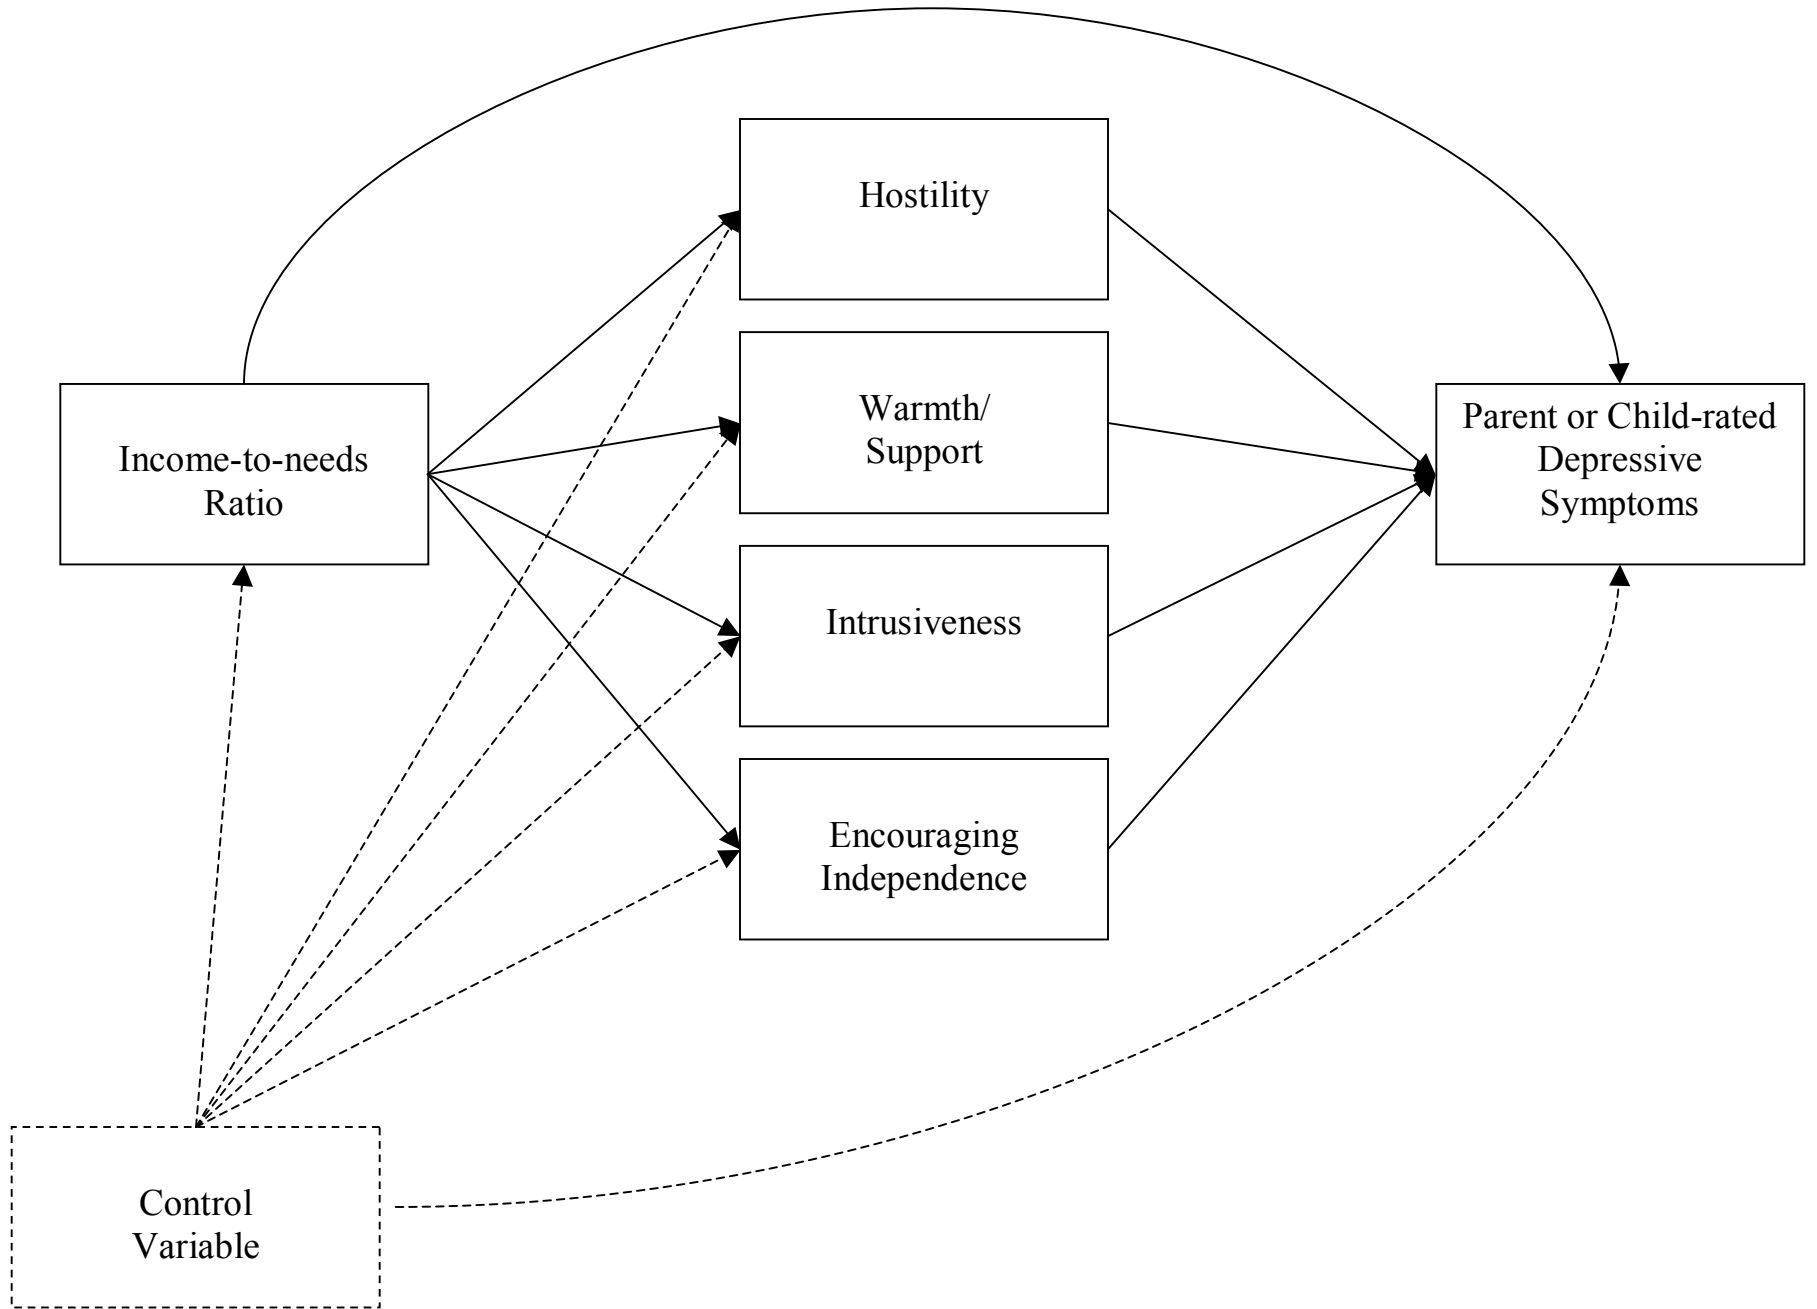 Hostility
Warmth/
Support
Income-to-needs
Ratio
Parent or Child-rated
Depressive
Symptoms
Intrusiveness
Encouraging
Independence
Control
Variable